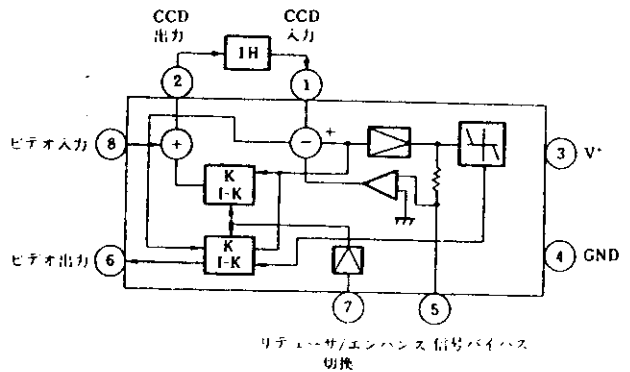 CCD
出力
CCD
入力
1H
2
1
ビデオ入力
8
+
−
+
3
V⁺
K
1-K
K
1-K
ビデオ出力
6
4
GND
7
5
リデューサ/エンハンス
切換
信号バイパス